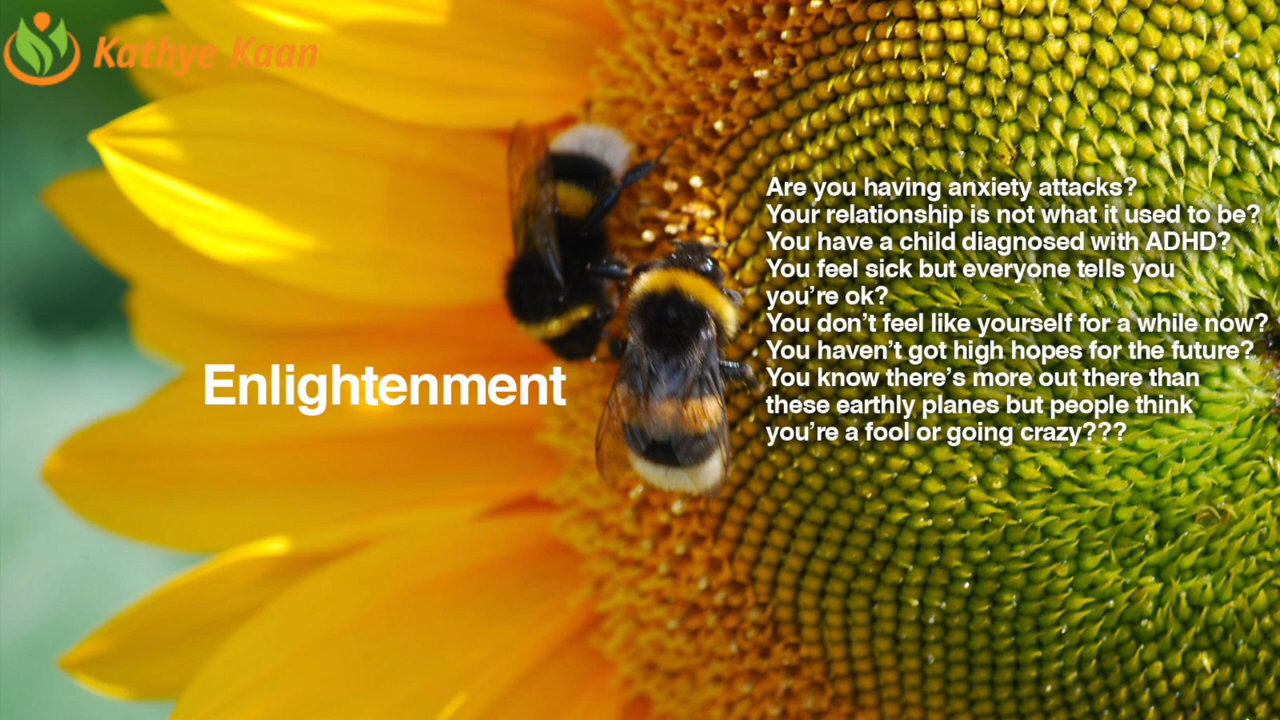 Kathye Kaan
Are you having anxiety attacks?
Your relationship is not what it used to be?
You have a child diagnosed with ADHD?
You feel sick but everyone tells you
you’re ok?
You don’t feel like yourself for a while now?
You haven’t got high hopes for the future?
You know there’s more out there than
these earthly planes but people think
you’re a fool or going crazy???
Enlightenment